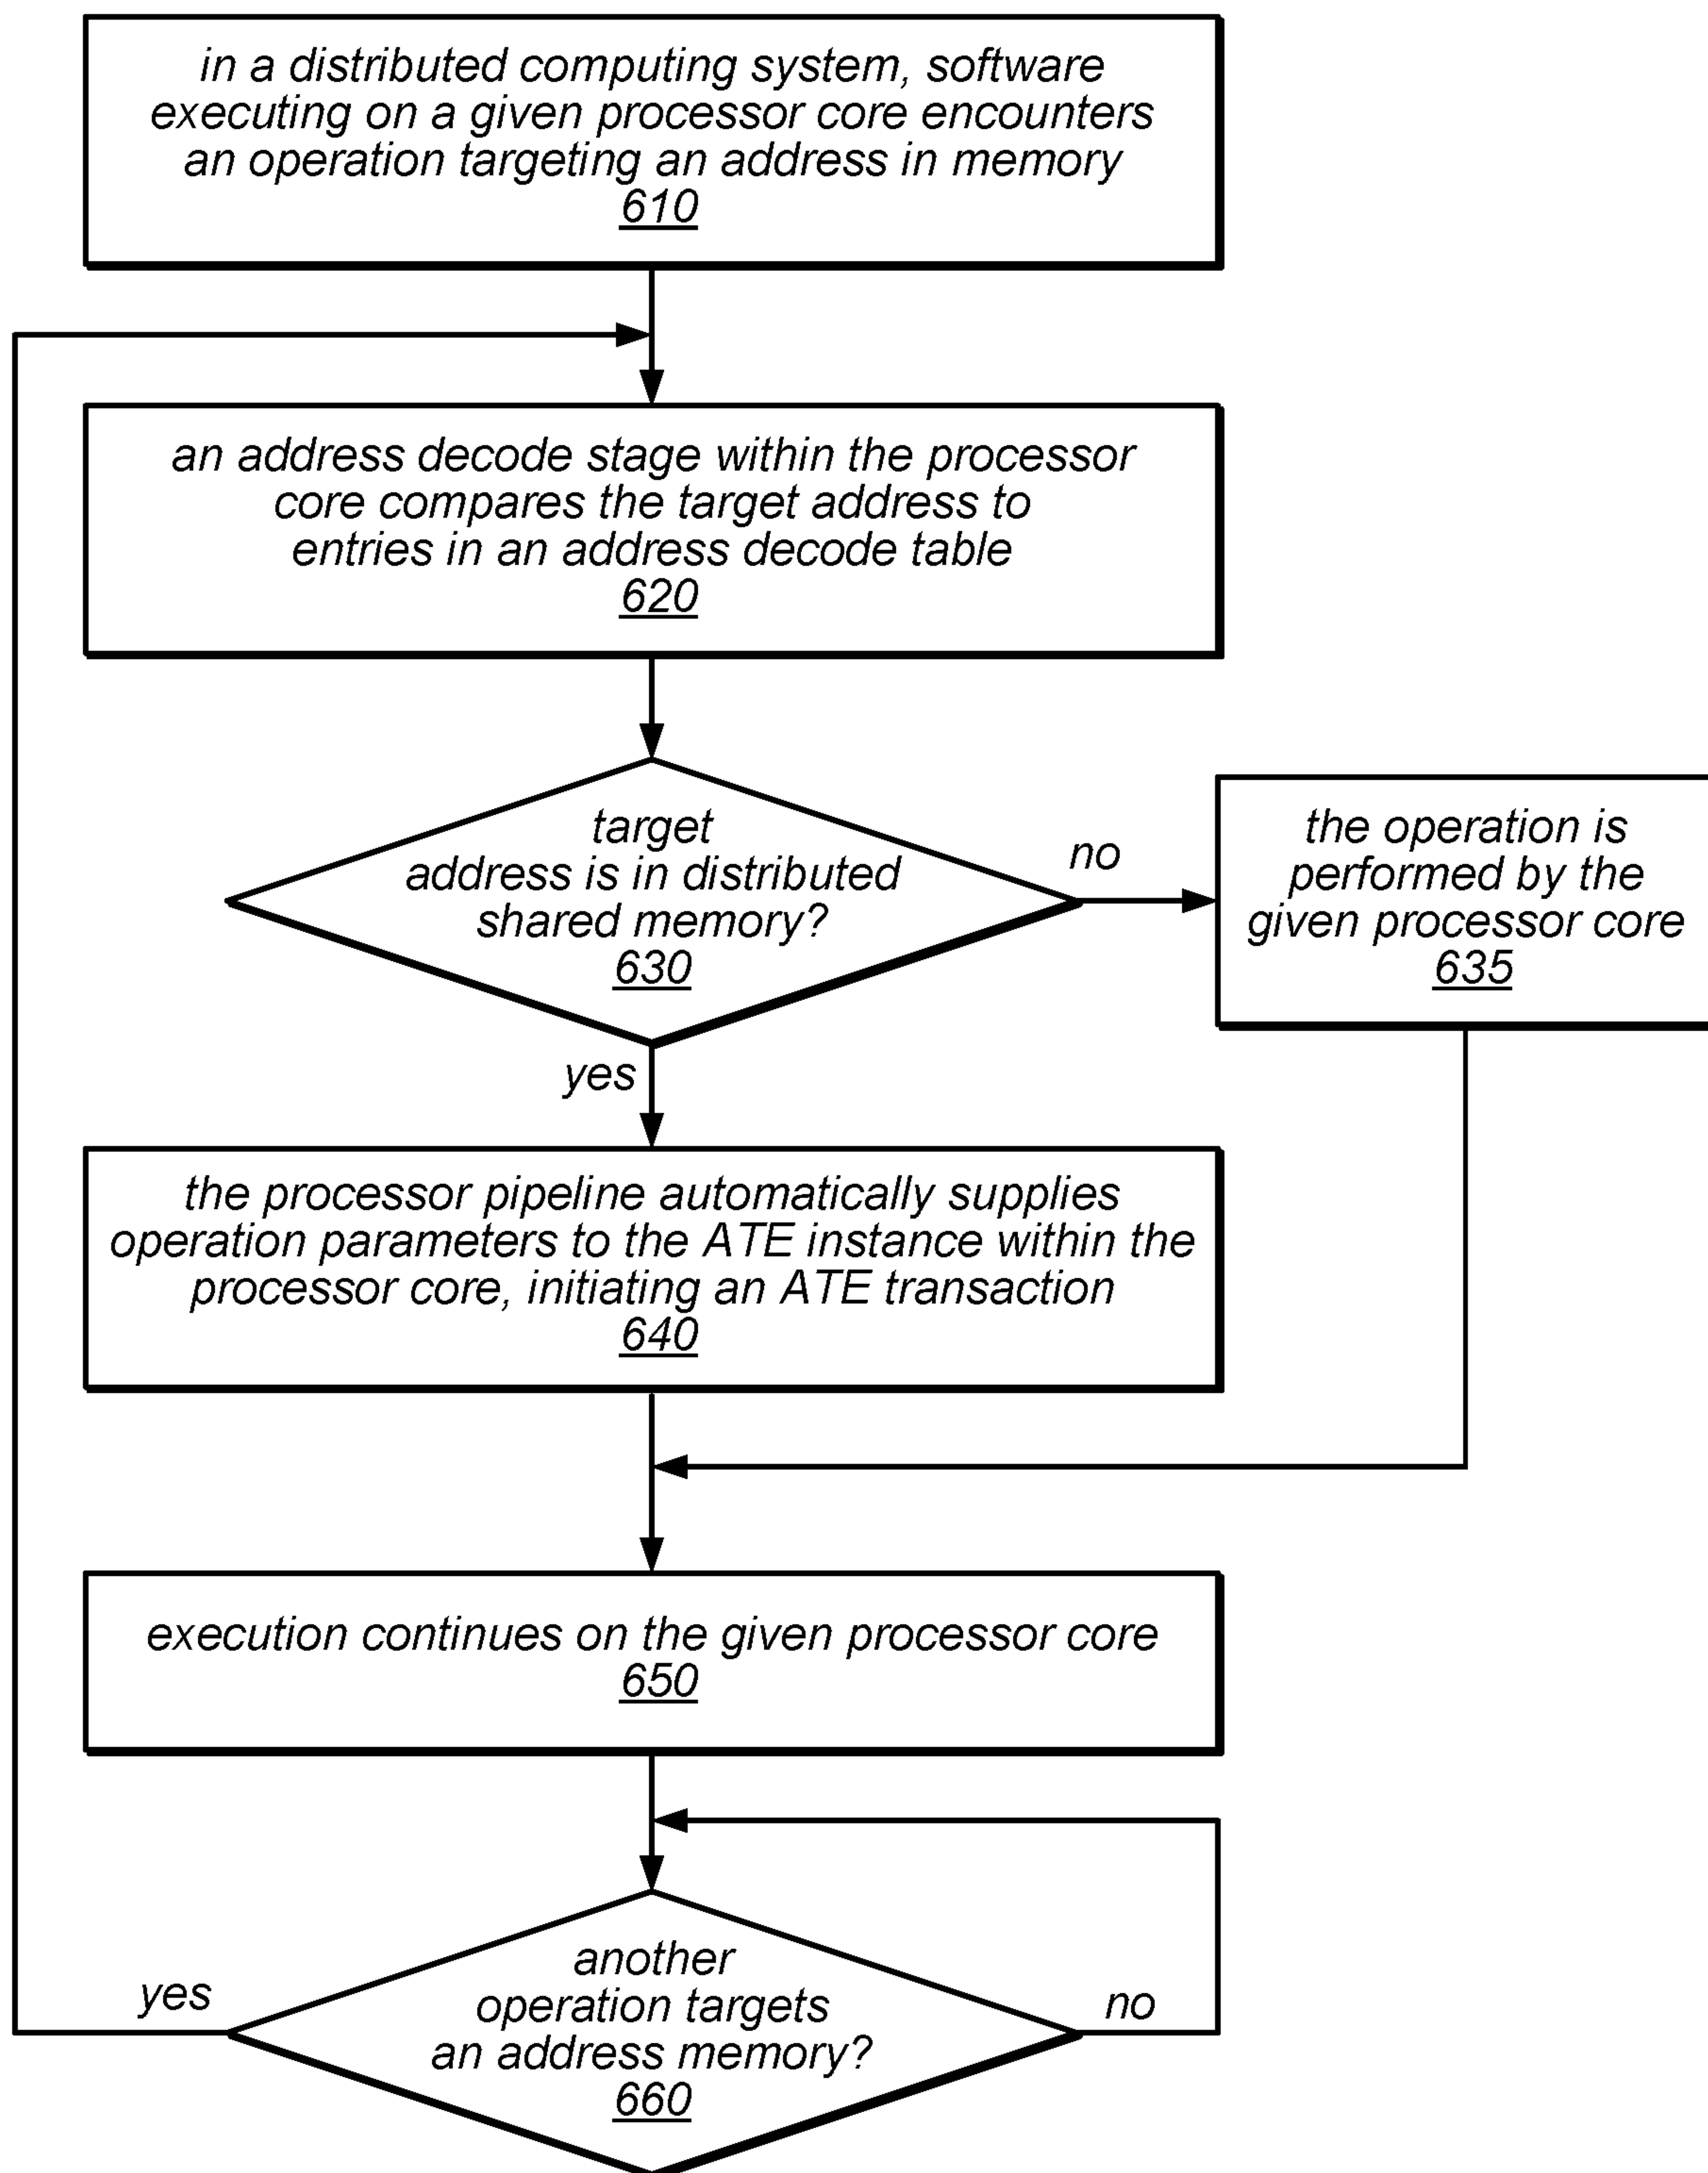 in a distributed computing system, software
executing on a given processor core encounters
an operation targeting an address in memory
610
an address decode stage within the processor
core compares the target address to
entries in an address decode table
620
target
address is in distributed
shared memory?
630
no
the operation is
performed by the
given processor core
635
yes
the processor pipeline automatically supplies
operation parameters to the ATE instance within the
processor core, initiating an ATE transaction
640
execution continues on the given processor core
650
another
operation targets
an address memory?
660
yes
no